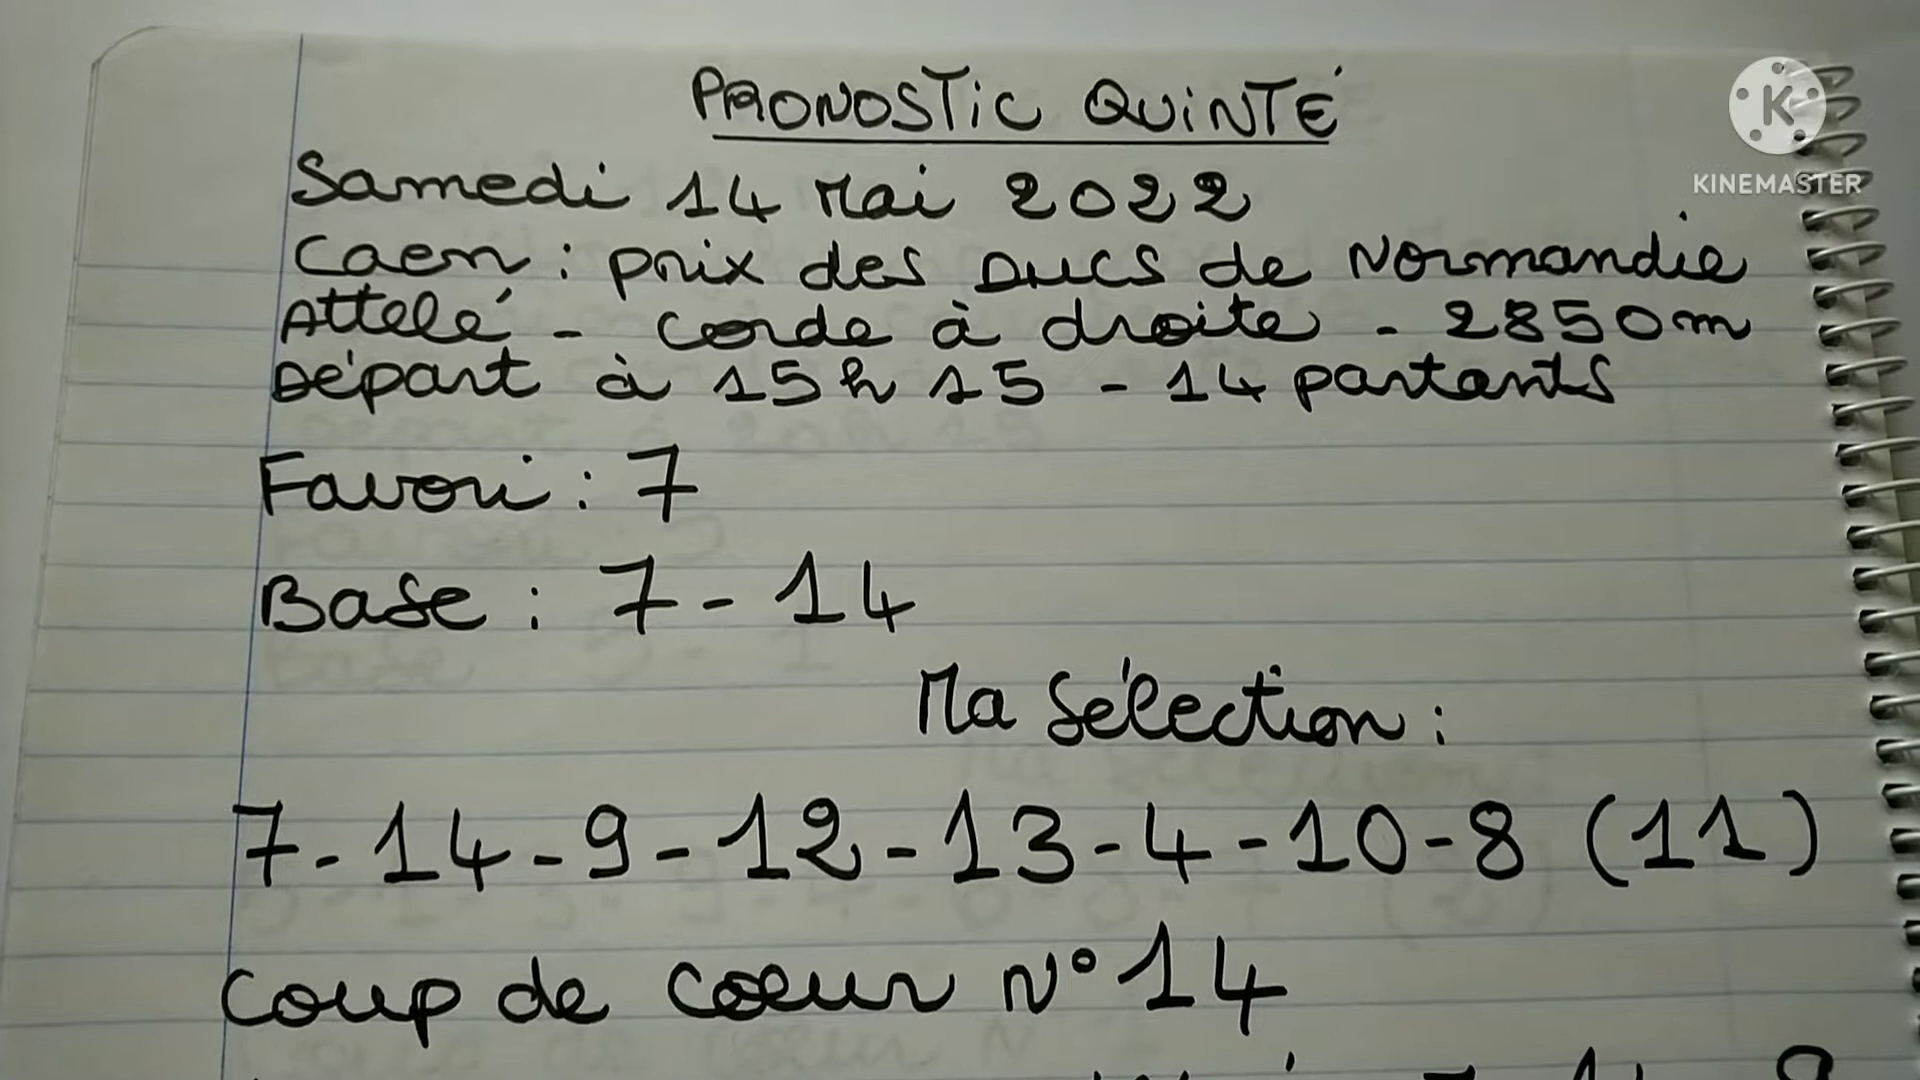 PRONOSTIC QUINTÉ
K
KINEMASTER
Samedi 14 Mai 2022
Caen : prix des Ducs de Normandie
Attelé - corde à droite - 2850m
Départ à 15h15 - 14 partants
Favori : 7
Base : 7 - 14
Ma Sélection :
7 - 14 - 9 - 12 - 13 - 4 - 10 - 8 (11)
Coup de coeur N° 14